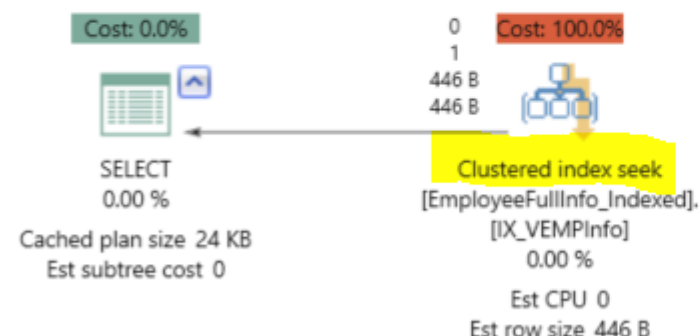 Cost: 0.0%
0
1
446 B
446 B
Cost: 100.0%
SELECT
0.00 %
Cached plan size 24 KB
Est subtree cost 0
Clustered index seek
[EmployeeFullInfo_Indexed].
[IX_VEMPInfo]
0.00 %
Est CPU 0
Est row size 446 B